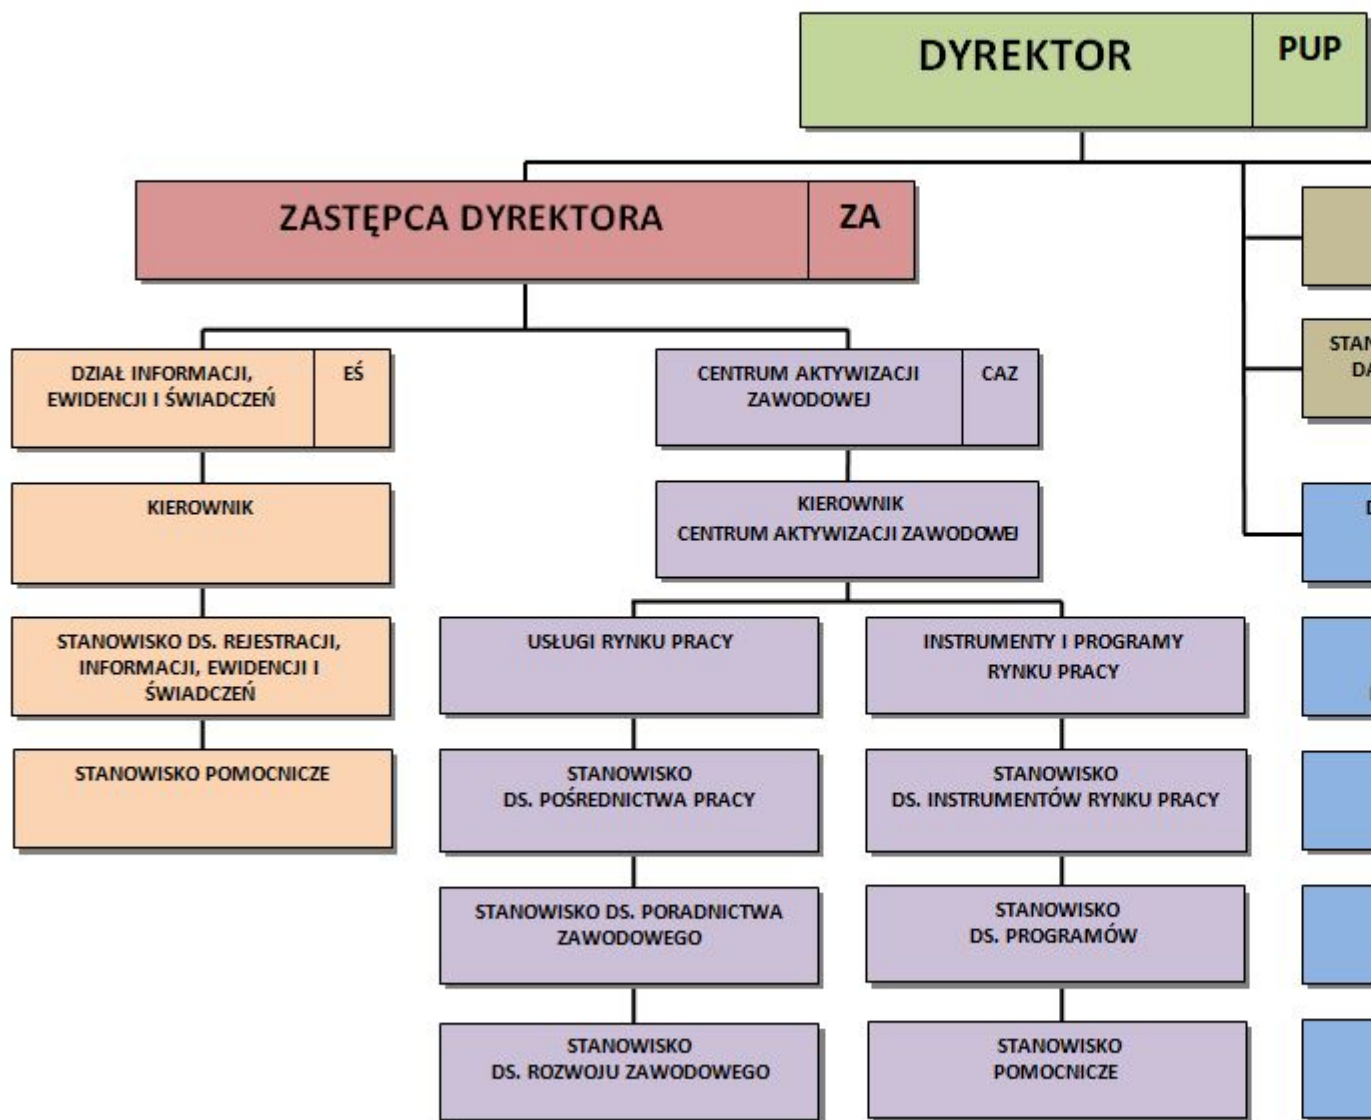 DYREKTOR
PUP
ZASTĘPCA DYREKTORA
ZA
DZIAŁ INFORMACJI,
EWIDENCJI I ŚWIADCZEŃ
EŚ
CENTRUM AKTYWIZACJI
ZAWODOWEJ
CAZ
KIEROWNIK
KIEROWNIK
CENTRUM AKTYWIZACJI ZAWODOWEJ
STANOWISKO DS. REJESTRACJI,
INFORMACJI, EWIDENCJI I
ŚWIADCZEŃ
USŁUGI RYNKU PRACY
INSTRUMENTY I PROGRAMY
RYNKU PRACY
STANOWISKO POMOCNICZE
STANOWISKO
DS. POŚREDNICTWA PRACY
STANOWISKO
DS. INSTRUMENTÓW RYNKU PRACY
STANOWISKO DS. PORADNICTWA
ZAWODOWEGO
STANOWISKO
DS. PROGRAMÓW
STANOWISKO
DS. ROZWOJU ZAWODOWEGO
STANOWISKO
POMOCNICZE